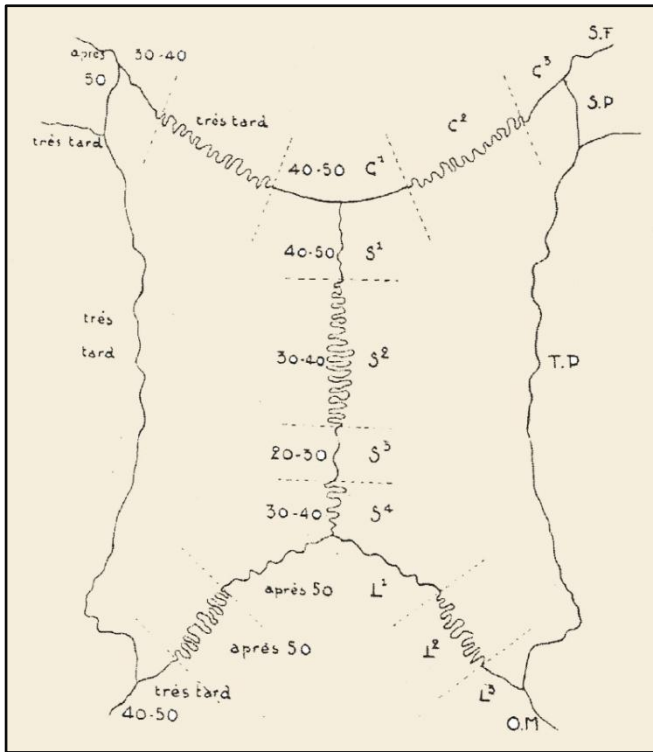 S.F
après 30-40 C³
50 S.P
très tard C²
très tard 40-50 C¹
40-50 S¹
très
tard 30-40 S² T.P
20-30 S³
30-40 S⁴
après 50 L¹
après 50 L²
très tard L³
40-50 O.M